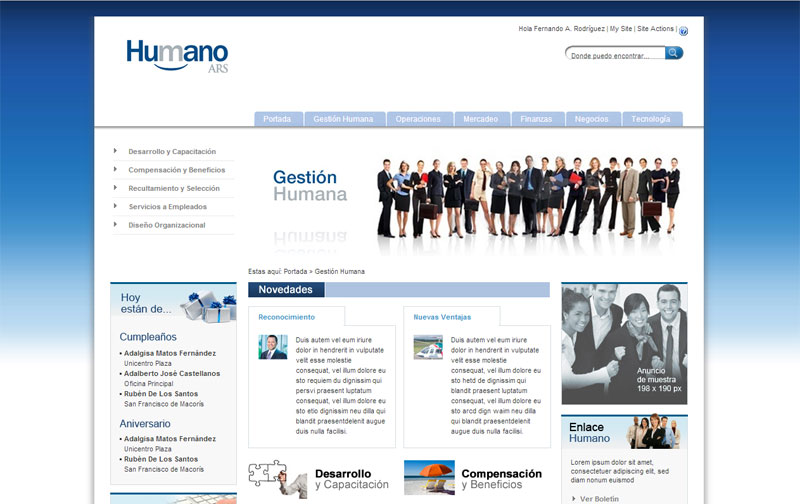 Hola Fernando A. Rodríguez | My Site | Site Actions |
Humano
ARS
Donde puedo encontrar...
Portada
Gestión Humana
Operaciones
Mercadeo
Finanzas
Negocios
Tecnología
Desarrollo y Capacitación
Compensación y Beneficios
Recultamiento y Selección
Servicios a Empleados
Diseño Organizacional
Gestión
Humana
Estas aquí: Portada » Gestión Humana
Hoy
están de...
Cumpleaños
• Adalgisa Matos Fernández
Unicentro Plaza
• Adalberto José Castellanos
Oficina Principal
• Rubén De Los Santos
San Francisco de Macorís
Aniversario
• Adalgisa Matos Fernández
Unicentro Plaza
• Rubén De Los Santos
San Francisco de Macorís
Novedades
Reconocimiento
Duis autem vel eum iriure
dolor in hendrerit in vulputate
velit esse molestie
consequat, vel illum dolore eu
sto requiem du dignissim qui
persvi praesent luptatum
consequat, vel illum dolore eu
sto etio dignissim neu dilla qui
blandit praesentdelenit augue
duis nulla facilisi.
Nuevas Ventajas
Duis autem vel eum iriure
dolor in hendrerit in vulputate
velit esse molestie
consequat, vel illum dolore eu
sto hetd de dignissim qui
blandit praesent luptatum
consequat, vel illum dolore eu
sto arcd dign waim neu dilla
qui blandit praesentdelenit
augue duis nulla facilisi.
Desarrollo
y Capacitación
Compensación
y Beneficios
Anuncio
de muestra
198 x 190 px
Enlace
Humano
Lorem ipsum dolor sit amet,
consectetuer adipiscing elit, sed
diam nonum euismod
Ver Boletín